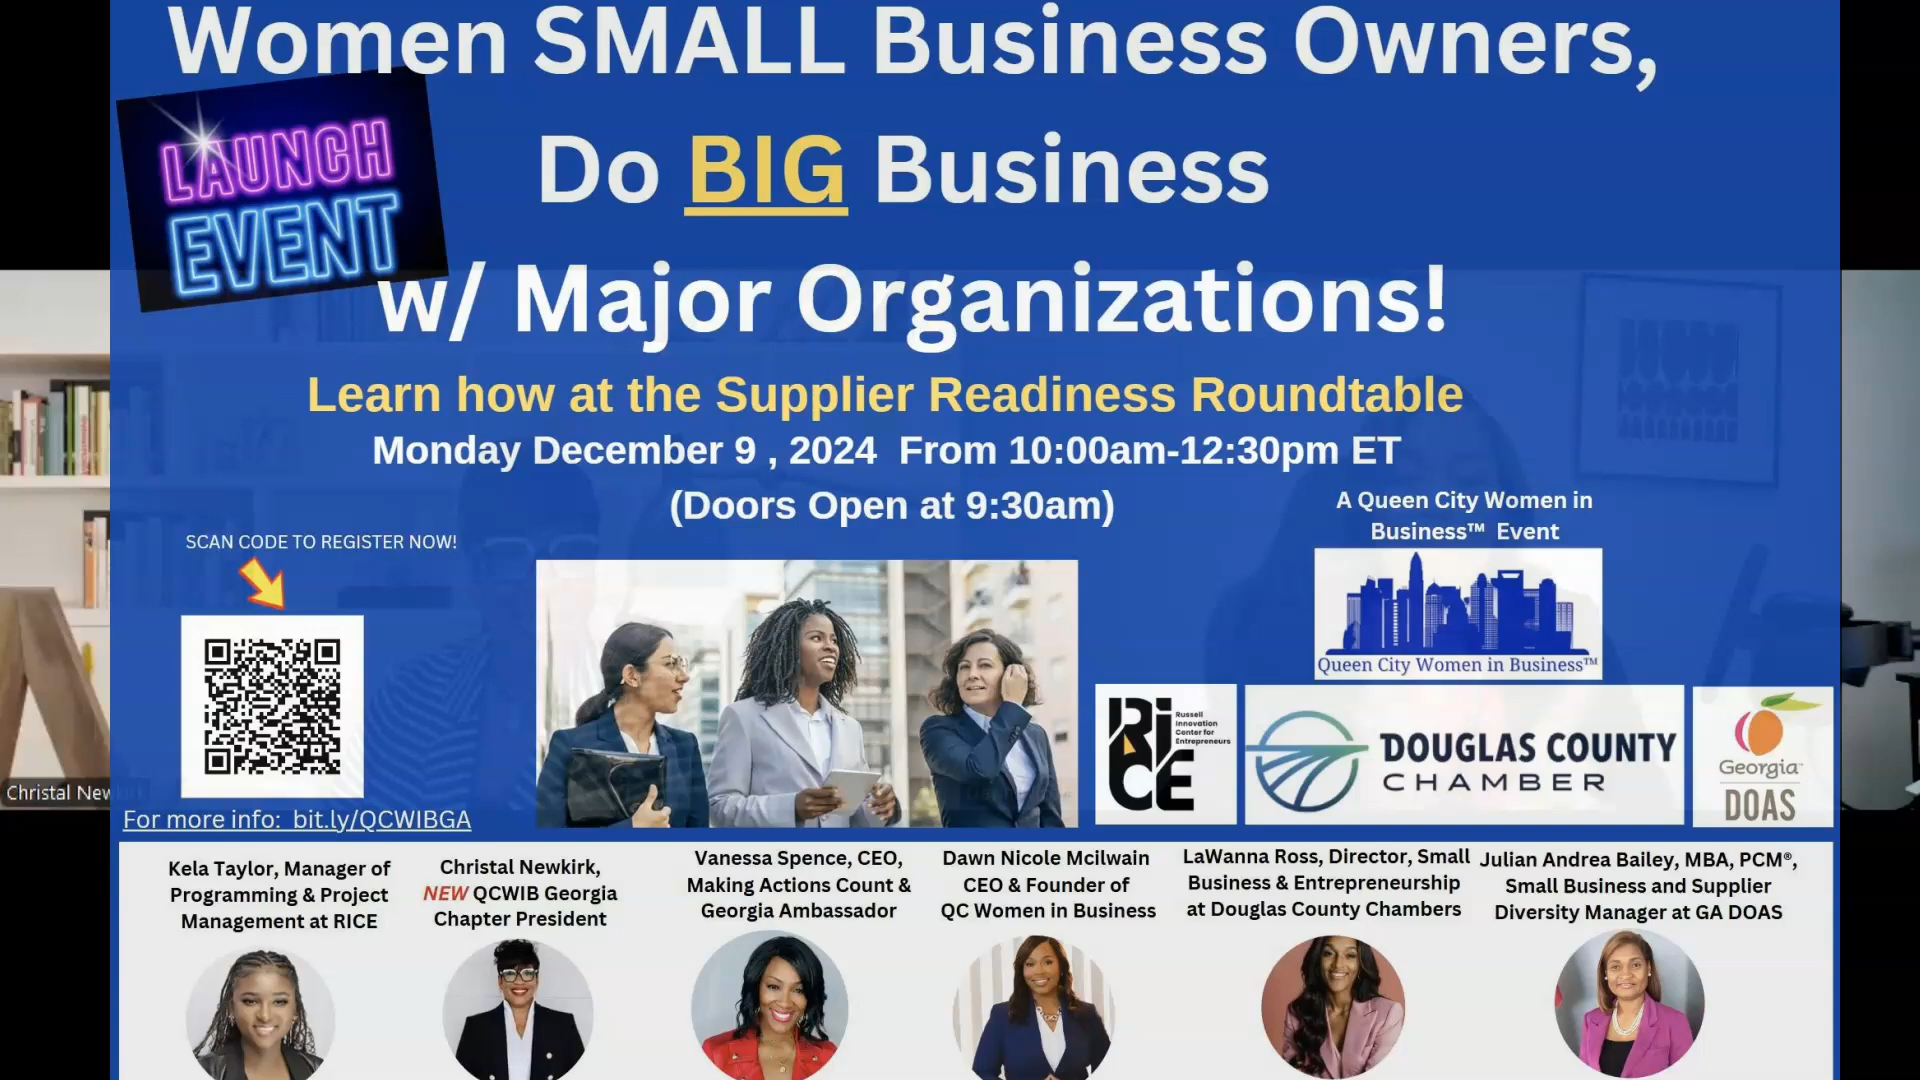 Women SMALL Business Owners,
LAUNCH
EVENT
Do BIG Business
w/ Major Organizations!
Learn how at the Supplier Readiness Roundtable
Monday December 9 , 2024 From 10:00am-12:30pm ET
(Doors Open at 9:30am)
A Queen City Women in
Business™ Event
SCAN CODE TO REGISTER NOW!
Queen City Women in Business™
RICE
Russell
Innovation
Center for
Entrepreneurs
DOUGLAS COUNTY
CHAMBER
Georgia™
DOAS
Christal Newkirk
For more info: bit.ly/QCWIBGA
Kela Taylor, Manager of
Programming & Project
Management at RICE
Christal Newkirk,
NEW QCWIB Georgia
Chapter President
Vanessa Spence, CEO,
Making Actions Count &
Georgia Ambassador
Dawn Nicole Mcilwain
CEO & Founder of
QC Women in Business
LaWanna Ross, Director, Small
Business & Entrepreneurship
at Douglas County Chambers
Julian Andrea Bailey, MBA, PCM®,
Small Business and Supplier
Diversity Manager at GA DOAS